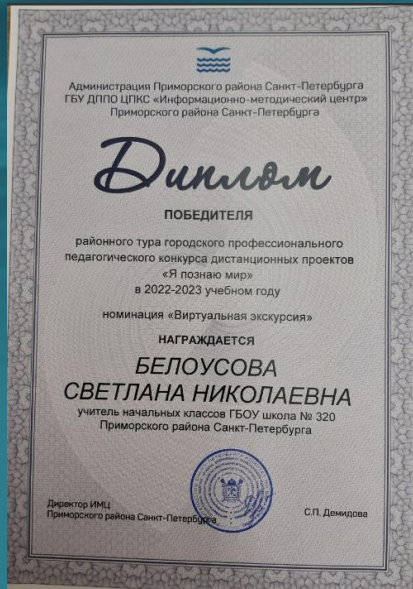 Администрация Приморского района Санкт-Петербурга
ГБУ ДППО ЦПКС «Информационно-методический центр»
Приморского района Санкт-Петербурга
Диплом
ПОБЕДИТЕЛЯ
районного тура городского профессионального
педагогического конкурса дистанционных проектов
«Я познаю мир»
в 2022-2023 учебном году
номинация «Виртуальная экскурсия»
НАГРАЖДАЕТСЯ
БЕЛОУСОВА
СВЕТЛАНА НИКОЛАЕВНА
учитель начальных классов ГБОУ школа № 320
Приморского района Санкт-Петербурга
Директор ИМЦ
Приморского района Санкт-Петербурга
С.П. Демидова